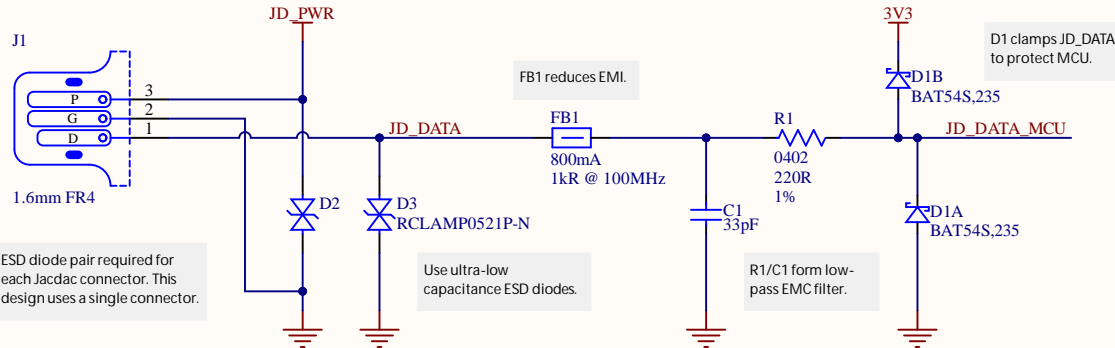 JD_PWR
3V3
J1
D1 clamps JD_DATA
to protect MCU.
FB1 reduces EMI.
D1B
BAT54S,235
P
3
G
2
D
1
JD_DATA
FB1
R1
JD_DATA_MCU
800mA
1kR @ 100MHz
0402
220R
1%
1.6mm FR4
D2
D3
RCLAMP0521P-N
C1
33pF
D1A
BAT54S,235
ESD diode pair required for
each Jacdac connector. This
design uses a single connector.
Use ultra-low
capacitance ESD diodes.
R1/C1 form low-
pass EMC filter.